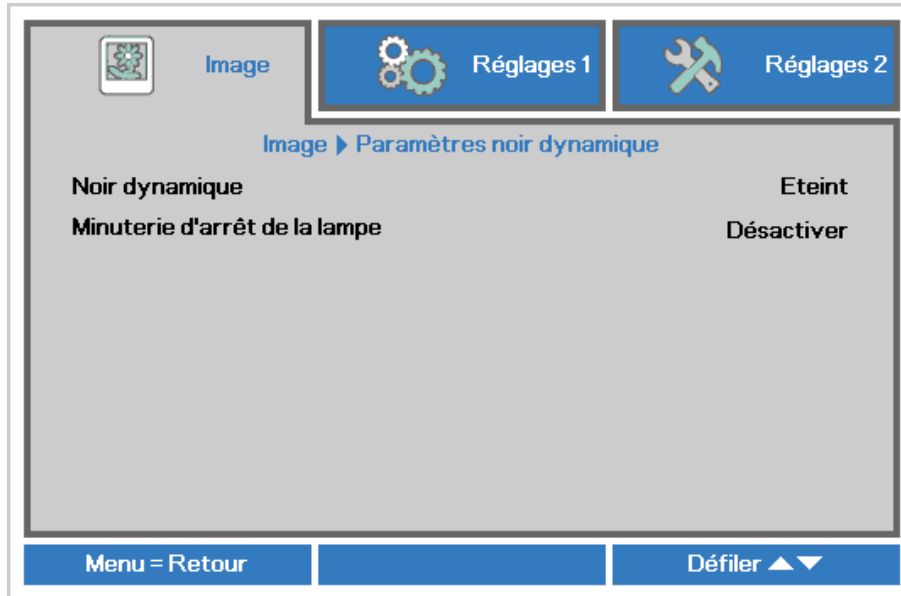 Image
Réglages 1
Réglages 2
Image ▶ Paramètres noir dynamique
Noir dynamique Eteint
Minuterie d'arrêt de la lampe Désactiver
Menu = Retour
Défiler ▲▼